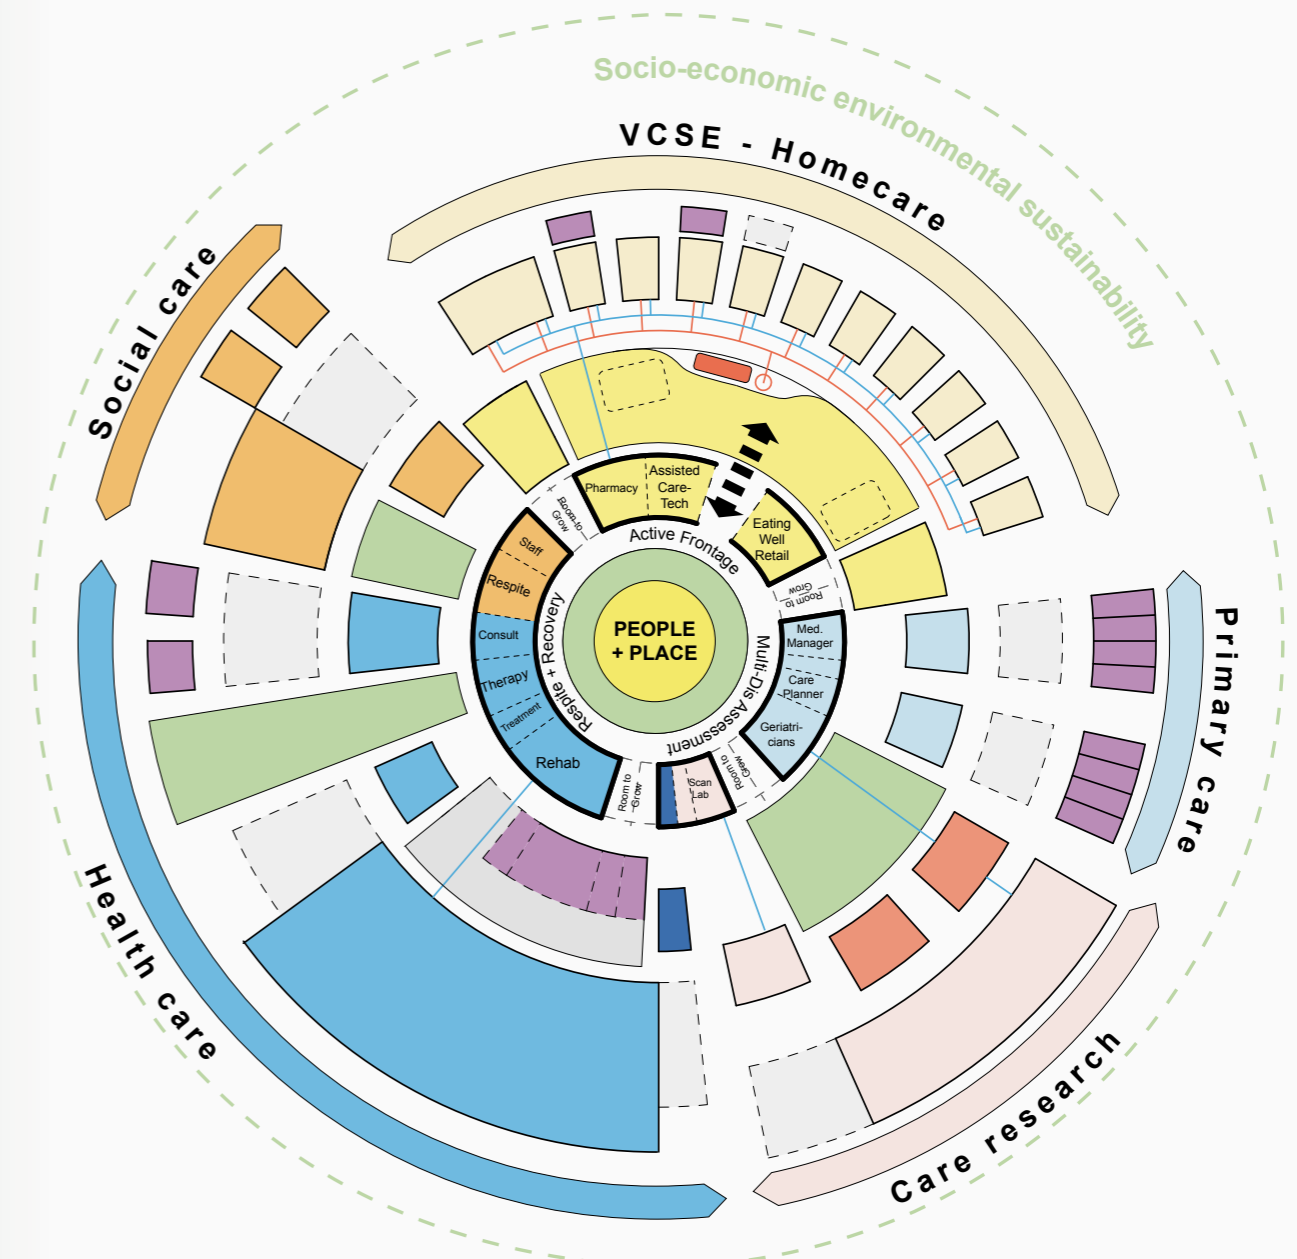 Socio-economic environmental sustainability
VCSE - Homecare
Social care
Health care
Primary care
Care research
PEOPLE
+ PLACE
Active Frontage
Multi-Dis Assessment
Respite + Recovery
Pharmacy
Assisted
Care-
Tech
Eating
Well
Retail
Room to
Grow
Med.
Manager
Care
Planner
Geriatri-
cians
Room to
Grow
Scan
Lab
Room to
Grow
Rehab
Treatment
Therapy
Consult
Respite
Staff
Room-to
Grow